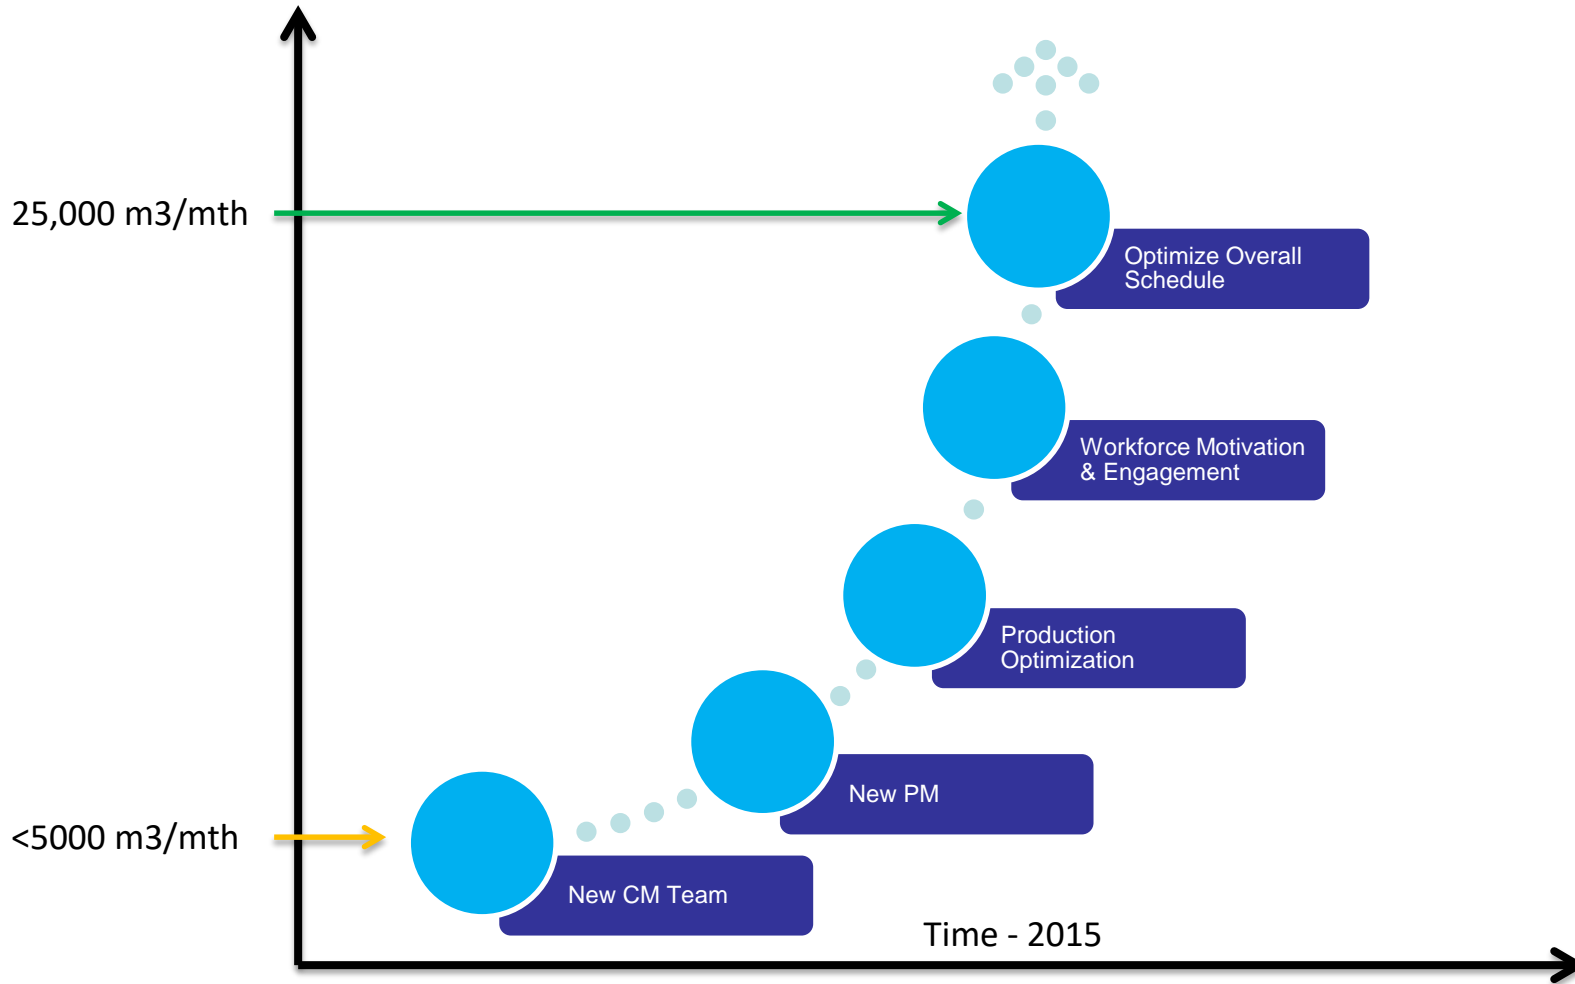 25,000 m3/mth
Optimize Overall
Schedule
Workforce Motivation
& Engagement
Production
Optimization
New PM
<5000 m3/mth
New CM Team
Time - 2015